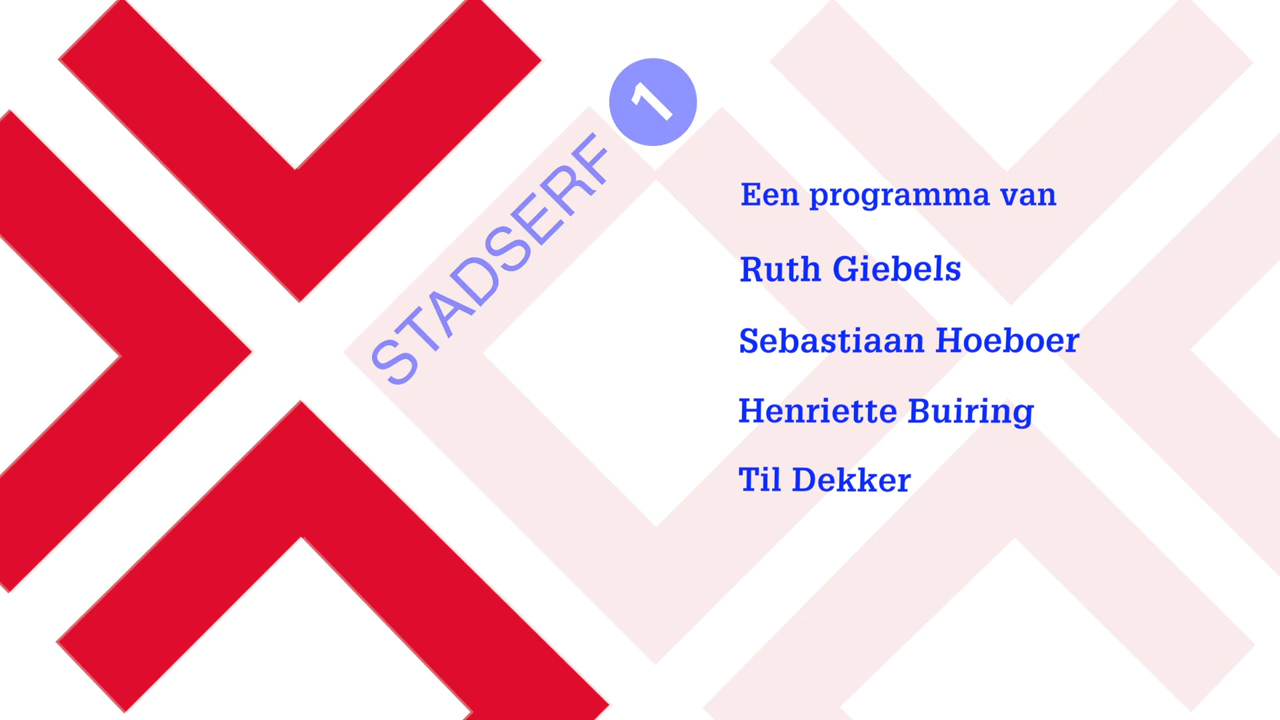 STADSERF 1
Een programma van
Ruth Giebels
Sebastiaan Hoeboer
Henriette Buiring
Til Dekker